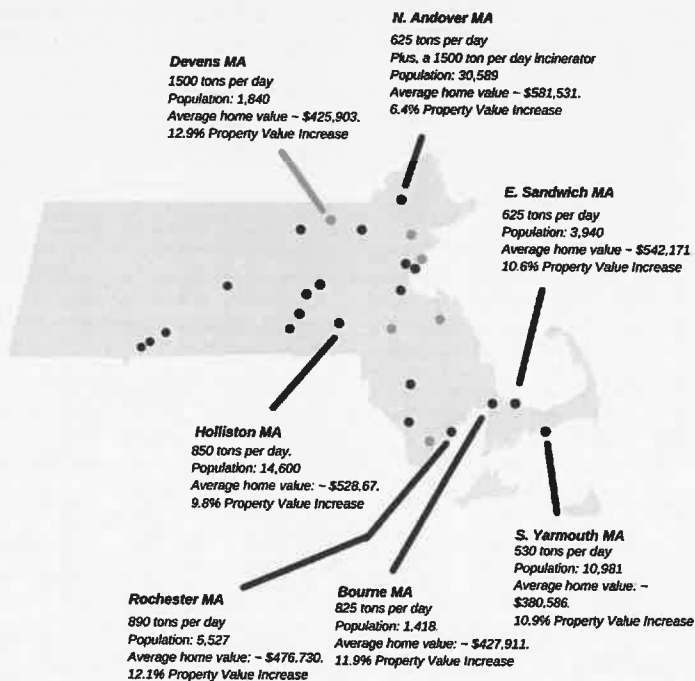 N. Andover MA
625 tons per day
Plus, a 1500 ton per day incinerator
Population: 30,589
Average home value ~ $581,531.
6.4% Property Value Increase
Devens MA
1500 tons per day
Population: 1,840
Average home value ~ $425,903.
12.9% Property Value Increase
E. Sandwich MA
625 tons per day
Population: 3,940
Average home value ~ $542,171
10.6% Property Value Increase
Holliston MA
850 tons per day.
Population: 14,600
Average home value: ~ $528,67.
9.8% Property Value Increase
S. Yarmouth MA
530 tons per day
Population: 10,981
Average home value: ~
$380,586.
10.9% Property Value Increase
Rochester MA
890 tons per day
Population: 5,527
Average home value: ~ $476,730.
12.1% Property Value Increase
Bourne MA
825 tons per day
Population: 1,418.
Average home value: ~ $427,911.
11.9% Property Value Increase